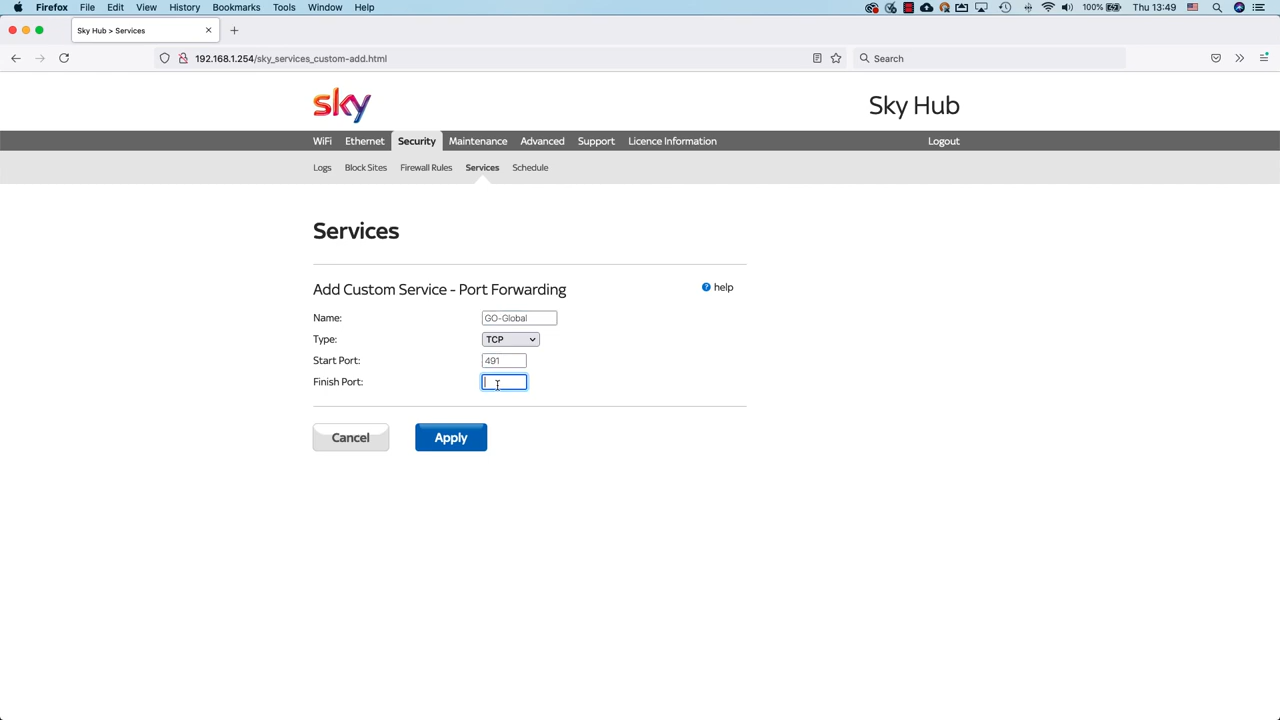 Firefox File Edit View History Bookmarks Tools Window Help 100% Thu 13:49
Sky Hub > Services
192.168.1.254/sky_services_custom-add.html Search
sky Sky Hub
WiFi Ethernet Security Maintenance Advanced Support Licence Information Logout
Logs Block Sites Firewall Rules Services Schedule
Services
Add Custom Service - Port Forwarding help
Name: GO-Global
Type: TCP
Start Port: 491
Finish Port:
Cancel Apply